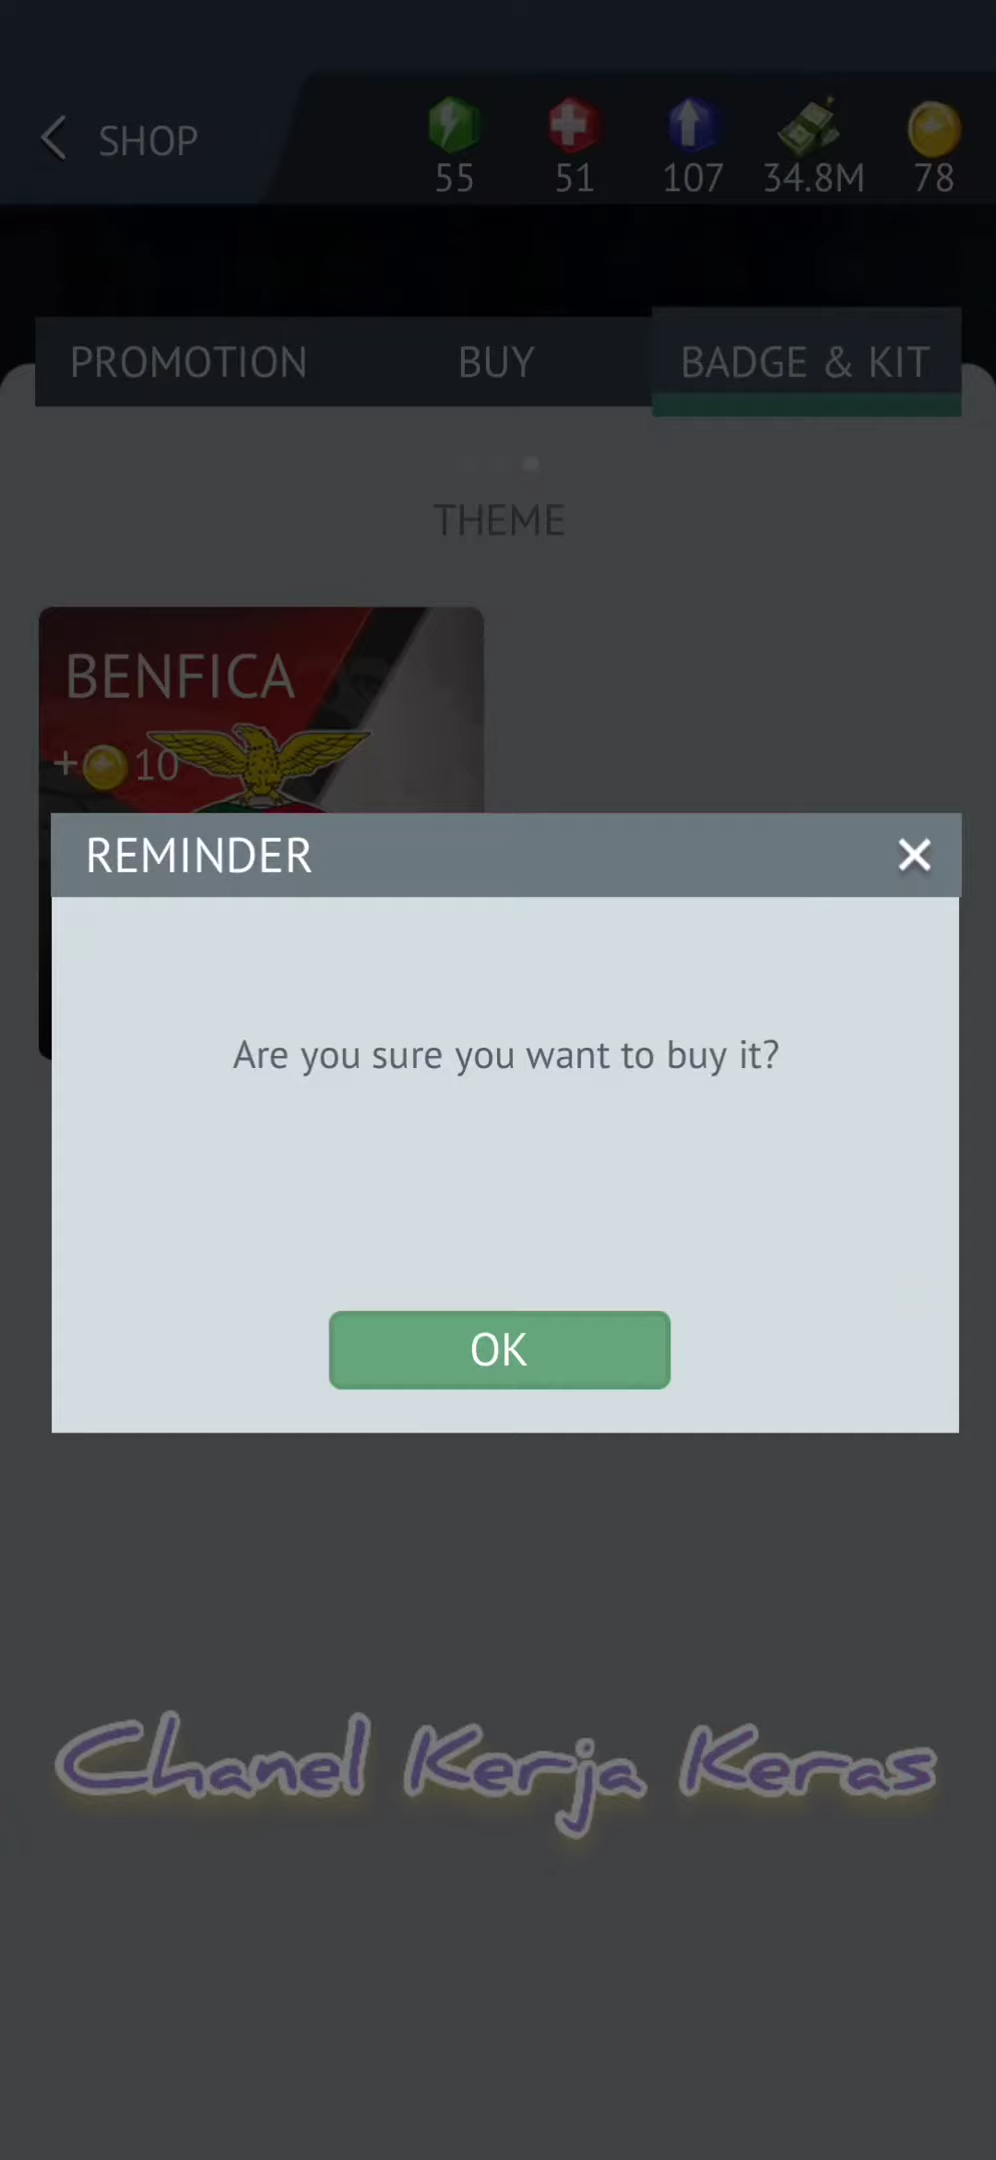 SHOP
55 51 107 34.8M 78
PROMOTION BUY BADGE & KIT
THEME
BENFICA
+ 10
REMINDER
Are you sure you want to buy it?
OK
Chanel Kerja Keras